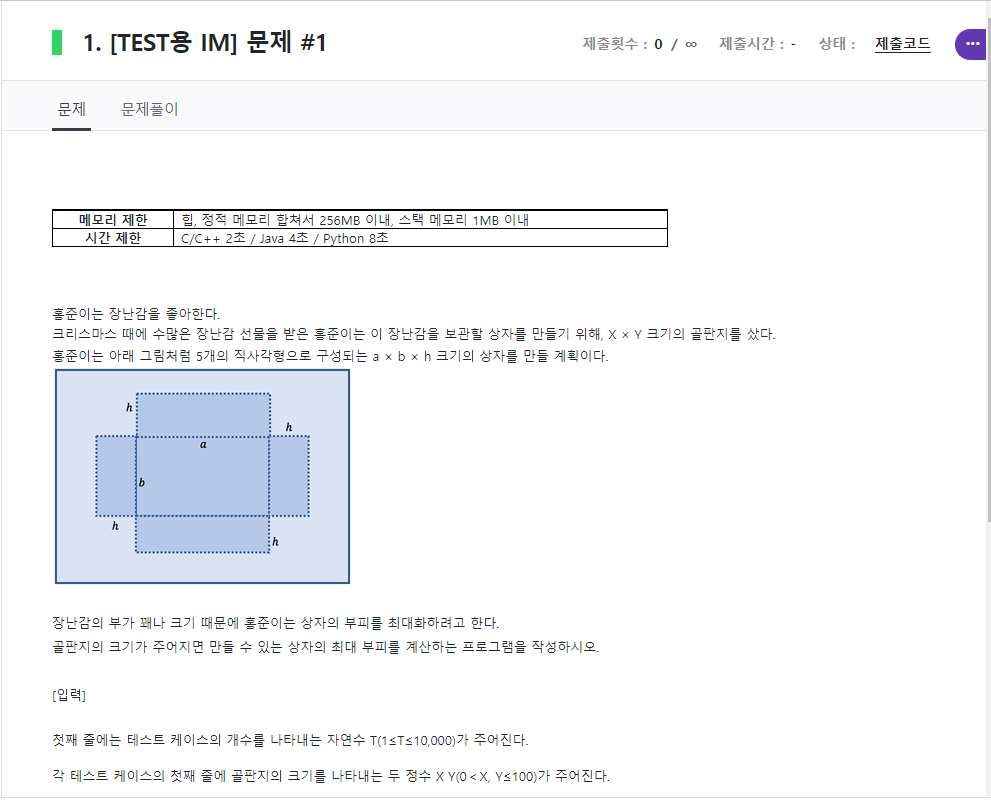 1. [TEST용 IM] 문제 #1
제출횟수 : 0 / ∞ 제출시간 : - 상태 : 제출코드
문제 문제풀이
메모리 제한 힙, 정적 메모리 합쳐서 256MB 이내, 스택 메모리 1MB 이내
시간 제한 C/C++ 2초 / Java 4초 / Python 8초
홍준이는 장난감을 좋아한다.
크리스마스 때에 수많은 장난감 선물을 받은 홍준이는 이 장난감을 보관할 상자를 만들기 위해, X × Y 크기의 골판지를 샀다.
홍준이는 아래 그림처럼 5개의 직사각형으로 구성되는 a × b × h 크기의 상자를 만들 계획이다.
h
h
a
b
h
h
장난감의 부가 꽤나 크기 때문에 홍준이는 상자의 부피를 최대화하려고 한다.
골판지의 크기가 주어지면 만들 수 있는 상자의 최대 부피를 계산하는 프로그램을 작성하시오.
[입력]
첫째 줄에는 테스트 케이스의 개수를 나타내는 자연수 T(1≤T≤10,000)가 주어진다.
각 테스트 케이스의 첫째 줄에 골판지의 크기를 나타내는 두 정수 X Y(0 < X, Y≤100)가 주어진다.